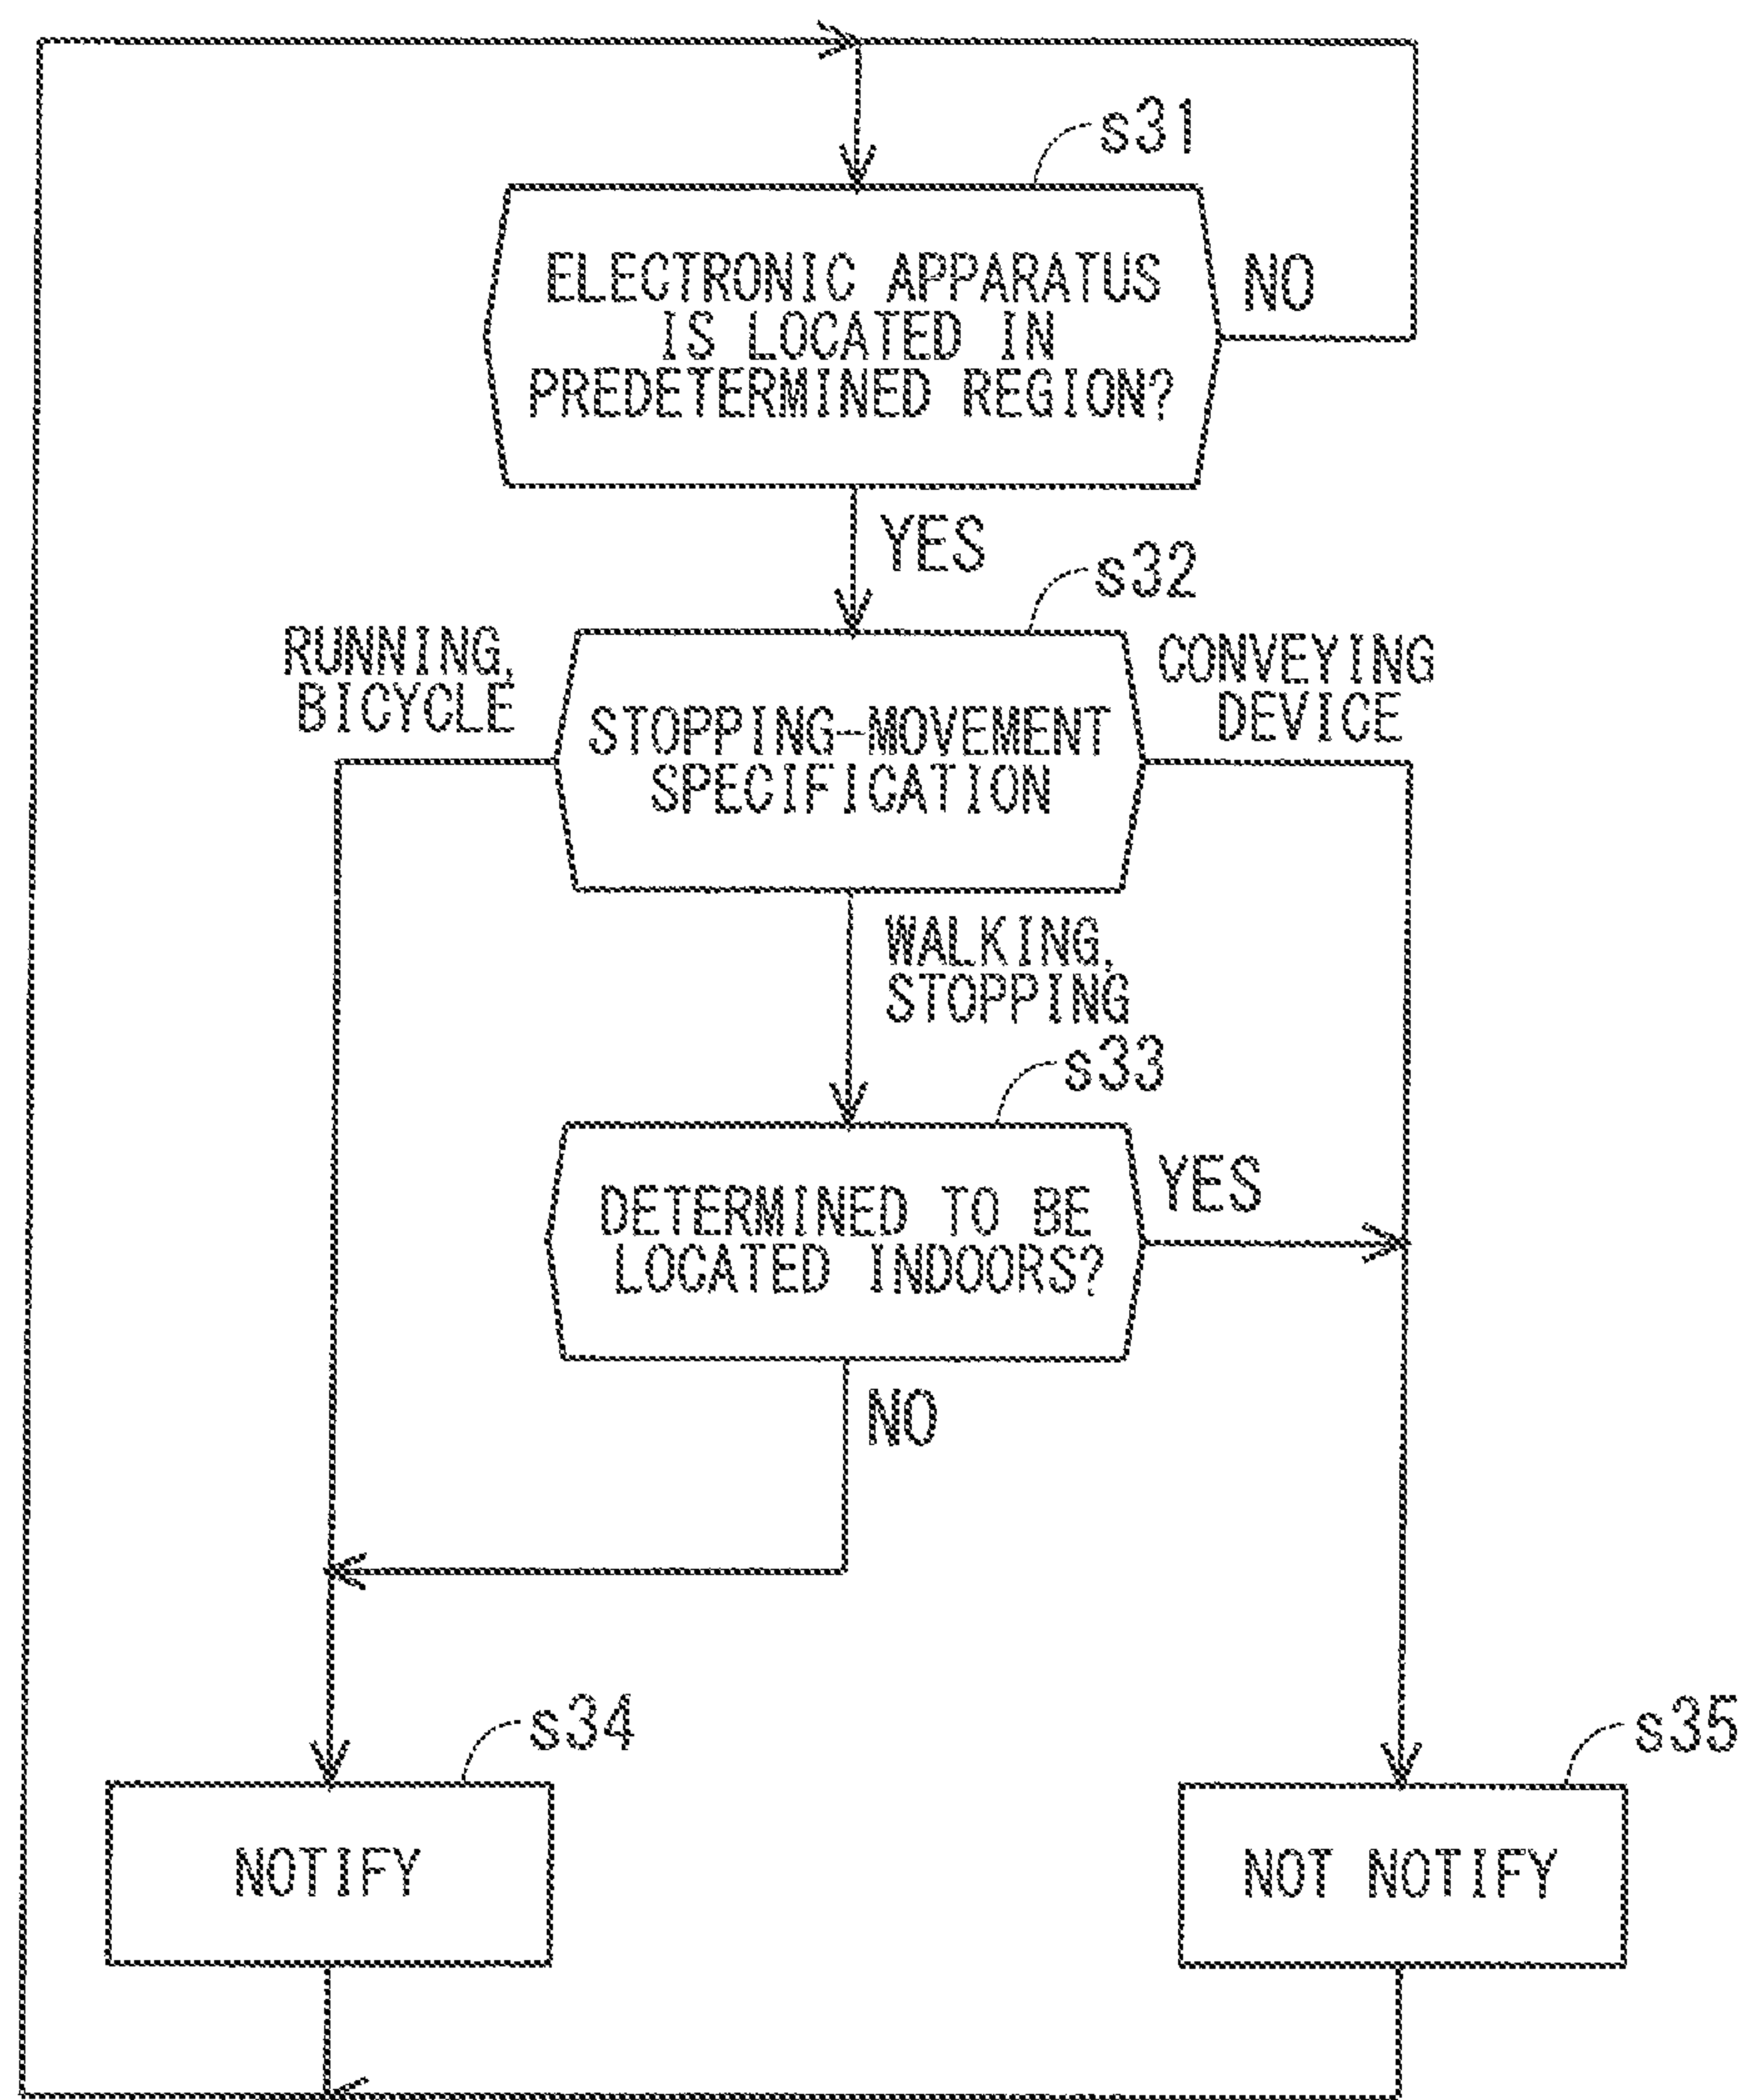 s31
ELECTRONIC APPARATUS
IS LOCATED IN
PREDETERMINED REGION?
NO
YES
s32
RUNNING,
BICYCLE
STOPPING-MOVEMENT
SPECIFICATION
CONVEYING
DEVICE
WALKING,
STOPPING
s33
DETERMINED TO BE
LOCATED INDOORS?
YES
NO
s34
NOTIFY
s35
NOT NOTIFY